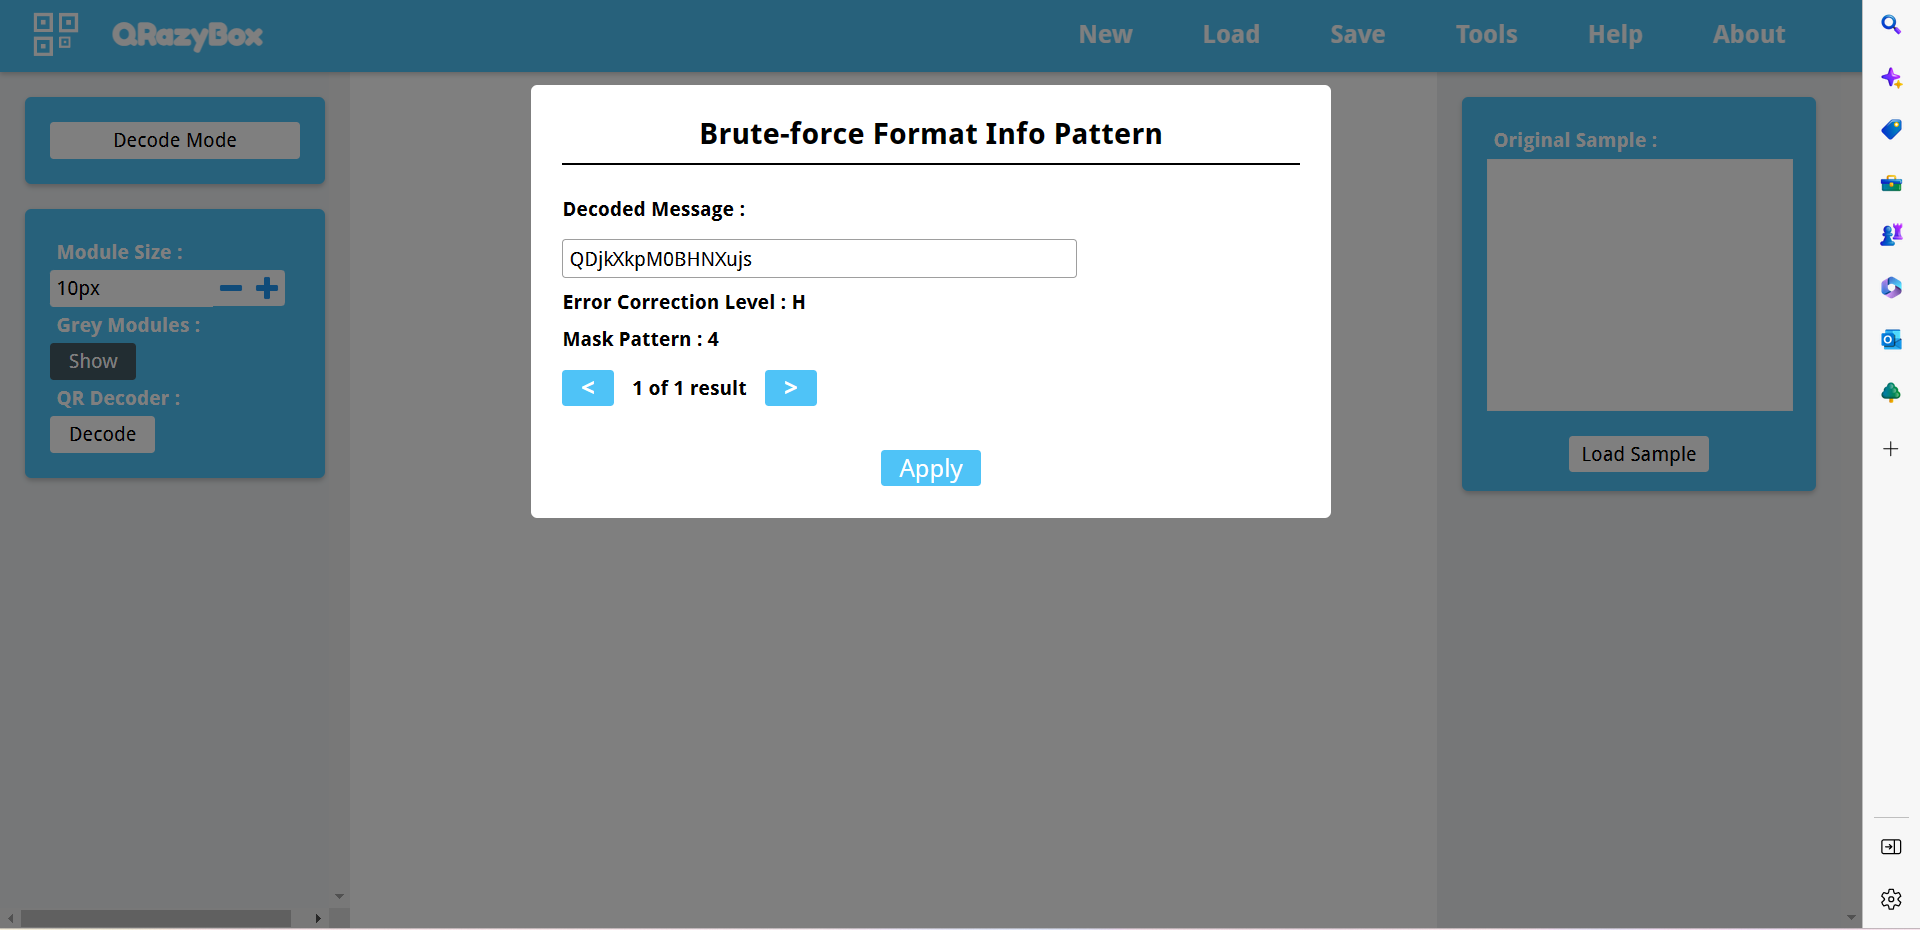 QRazyBox
New
Load
Save
Tools
Help
About
Decode Mode
Module Size :
10px
Grey Modules :
Show
QR Decoder :
Decode
Brute-force Format Info Pattern
Decoded Message :
QDjkXkpM0BHNXujs
Error Correction Level : H
Mask Pattern : 4
< 1 of 1 result >
Apply
Original Sample :
Load Sample